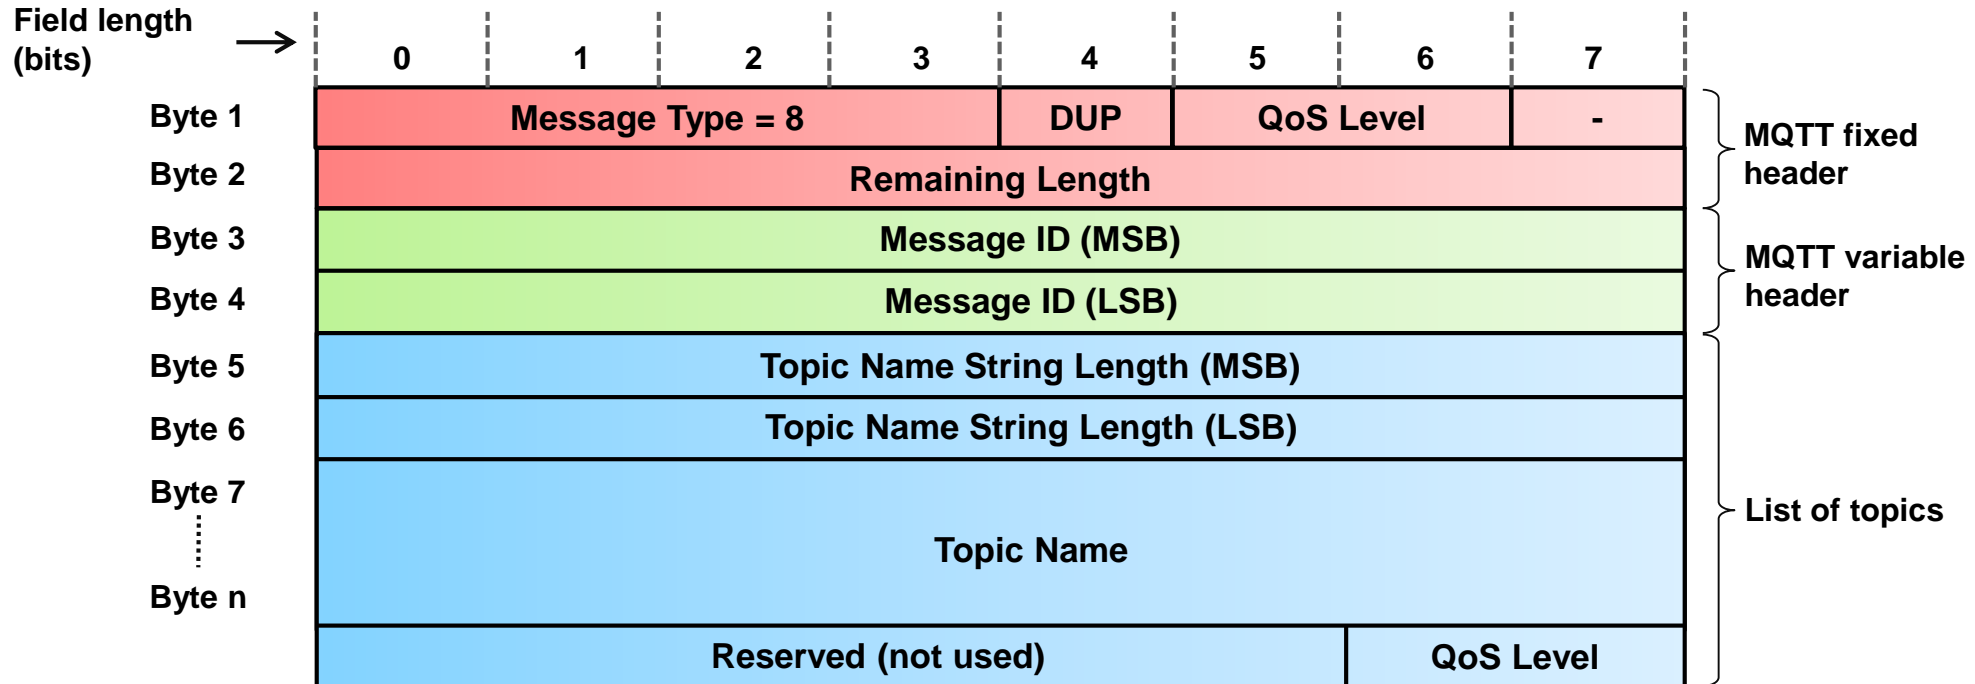 Field length
(bits)
0 1 2 3 4 5 6 7
Byte 1 Message Type = 8 DUP QoS Level -
MQTT fixed
header
Byte 2 Remaining Length
Byte 3 Message ID (MSB)
MQTT variable
header
Byte 4 Message ID (LSB)
Byte 5 Topic Name String Length (MSB)
Byte 6 Topic Name String Length (LSB)
Byte 7
List of topics
Topic Name
Byte n
Reserved (not used) QoS Level